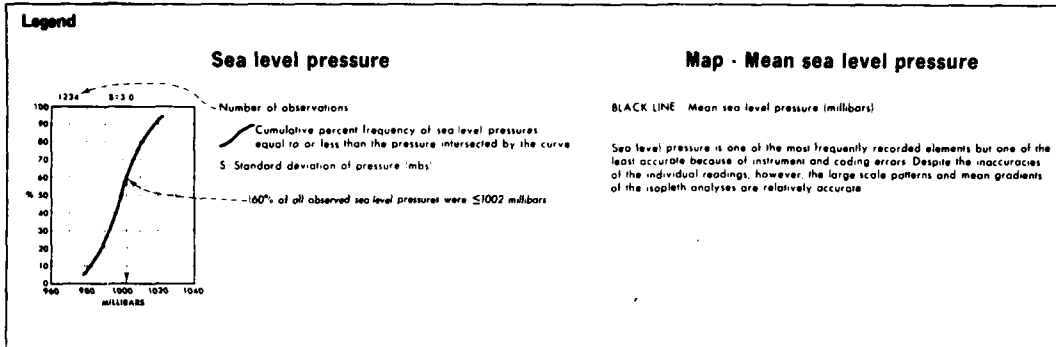 Legend
Sea level pressure
1234 S=3.0
Number of observations
Cumulative percent frequency of sea level pressures
equal to or less than the pressure intersected by the curve
S Standard deviation of pressure (mbs)
(60% of all observed sea level pressures were ≤1002 millibars
100
90
80
70
60
%
50
40
30
20
10
0
960 980 1000 1020 1040
MILLIBARS
Map - Mean sea level pressure
BLACK LINE Mean sea level pressure (millibars)
Sea level pressure is one of the most frequently recorded elements but one of the
least accurate because of instrument and coding errors Despite the inaccuracies
of the individual readings, however, the large scale patterns and mean gradients
of the isopleth analyses are relatively accurate